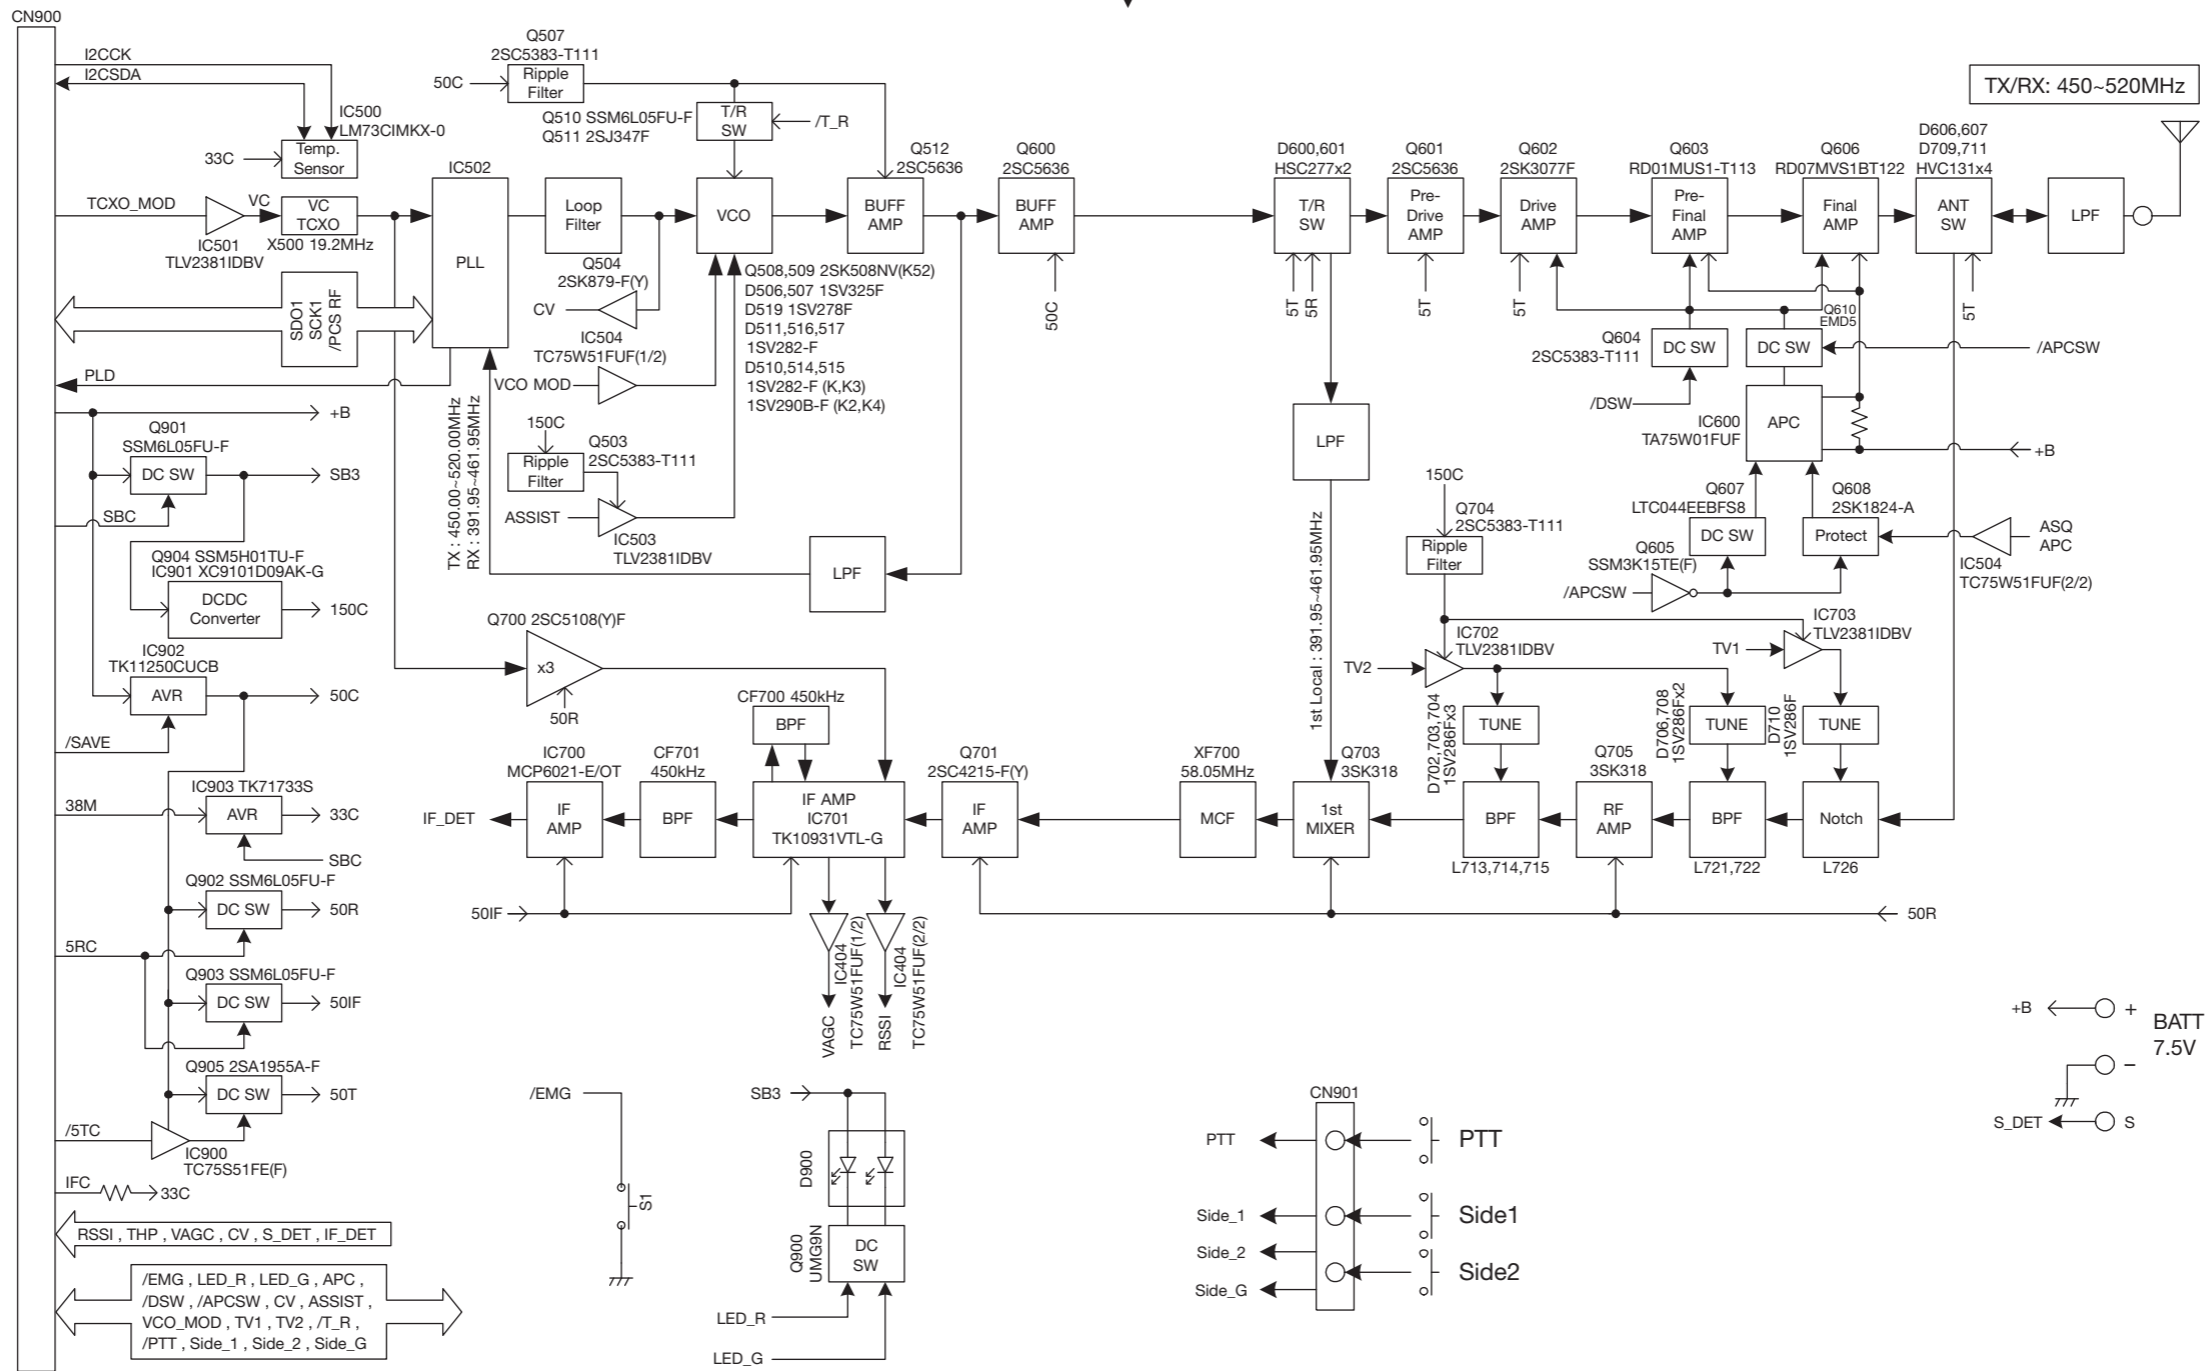 CN900
I2CCK
I2CSDA
IC500
LM73CIMKX-0
33C
Temp.
Sensor
TCXO_MOD
VC
VC
TCXO
IC501
TLV2381IDBV
X500 19.2MHz
SDO1
SCK1
/PCS RF
PLD
+B
Q901
SSM6L05FU-F
DC SW
SB3
SBC
Q904 SSM5H01TU-F
IC901 XC9101D09AK-G
DCDC
Converter
150C
IC902
TK11250CUCB
AVR
50C
/SAVE
IC903 TK71733S
38M
AVR
33C
SBC
Q902 SSM6L05FU-F
DC SW
50R
5RC
Q903 SSM6L05FU-F
DC SW
50IF
Q905 2SA1955A-F
DC SW
50T
/5TC
IC900
TC75S51FE(F)
IFC
33C
RSSI , THP , VAGC , CV , S_DET , IF_DET
/EMG , LED_R , LED_G , APC ,
/DSW , /APCSW , CV , ASSIST ,
VCO_MOD , TV1 , TV2 , /T_R ,
/PTT , Side_1 , Side_2 , Side_G
Q507
2SC5383-T111
50C
Ripple
Filter
Q510 SSM6L05FU-F
Q511 2SJ347F
T/R
SW
/T_R
IC502
PLL
Loop
Filter
VCO
Q512
2SC5636
BUFF
AMP
Q504
2SK879-F(Y)
CV
IC504
TC75W51FUF(1/2)
VCO MOD
Q508,509 2SK508NV(K52)
D506,507 1SV325F
D519 1SV278F
D511,516,517
1SV282-F
D510,514,515
1SV282-F (K,K3)
1SV290B-F (K2,K4)
150C
Q503
2SC5383-T111
Ripple
Filter
ASSIST
IC503
TLV2381IDBV
TX : 450.00~520.00MHz
RX : 391.95~461.95MHz
LPF
Q600
2SC5636
BUFF
AMP
50C
D600,601
HSC277x2
T/R
SW
5T
5R
Q601
2SC5636
Pre-
Drive
AMP
5T
Q602
2SK3077F
Drive
AMP
5T
Q603
RD01MUS1-T113
Pre-
Final
AMP
Q606
RD07MVS1BT122
Final
AMP
D606,607
D709,711
HVC131x4
ANT
SW
5T
LPF
TX/RX: 450~520MHz
Q604
2SC5383-T111
DC SW
/DSW
Q610
EMD5
DC SW
/APCSW
IC600
TA75W01FUF
APC
+B
Q607
LTC044EEBFS8
DC SW
Q608
2SK1824-A
Protect
ASQ
APC
IC504
TC75W51FUF(2/2)
Q605
SSM3K15TE(F)
/APCSW
LPF
1st Local : 391.95~461.95MHz
150C
Q704
2SC5383-T111
Ripple
Filter
IC702
TLV2381IDBV
TV2
IC703
TLV2381IDBV
TV1
D702,703,704
1SV286Fx3
TUNE
D706,708
1SV286Fx2
TUNE
D710
1SV286F
TUNE
Q700 2SC5108(Y)F
x3
50R
CF700 450kHz
BPF
IC700
MCP6021-E/OT
IF_DET
IF
AMP
CF701
450kHz
BPF
IF AMP
IC701
TK10931VTL-G
Q701
2SC4215-F(Y)
IF
AMP
XF700
58.05MHz
MCF
Q703
3SK318
1st
MIXER
BPF
L713,714,715
Q705
3SK318
RF
AMP
BPF
L721,722
Notch
L726
50IF
50R
VAGC
IC404
TC75W51FUF(1/2)
RSSI
IC404
TC75W51FUF(2/2)
/EMG
S1
SB3
D900
Q900
UMG9N
DC
SW
LED_R
LED_G
CN901
PTT
PTT
Side_1
Side1
Side_2
Side2
Side_G
+B
+
BATT
7.5V
−
S_DET
S